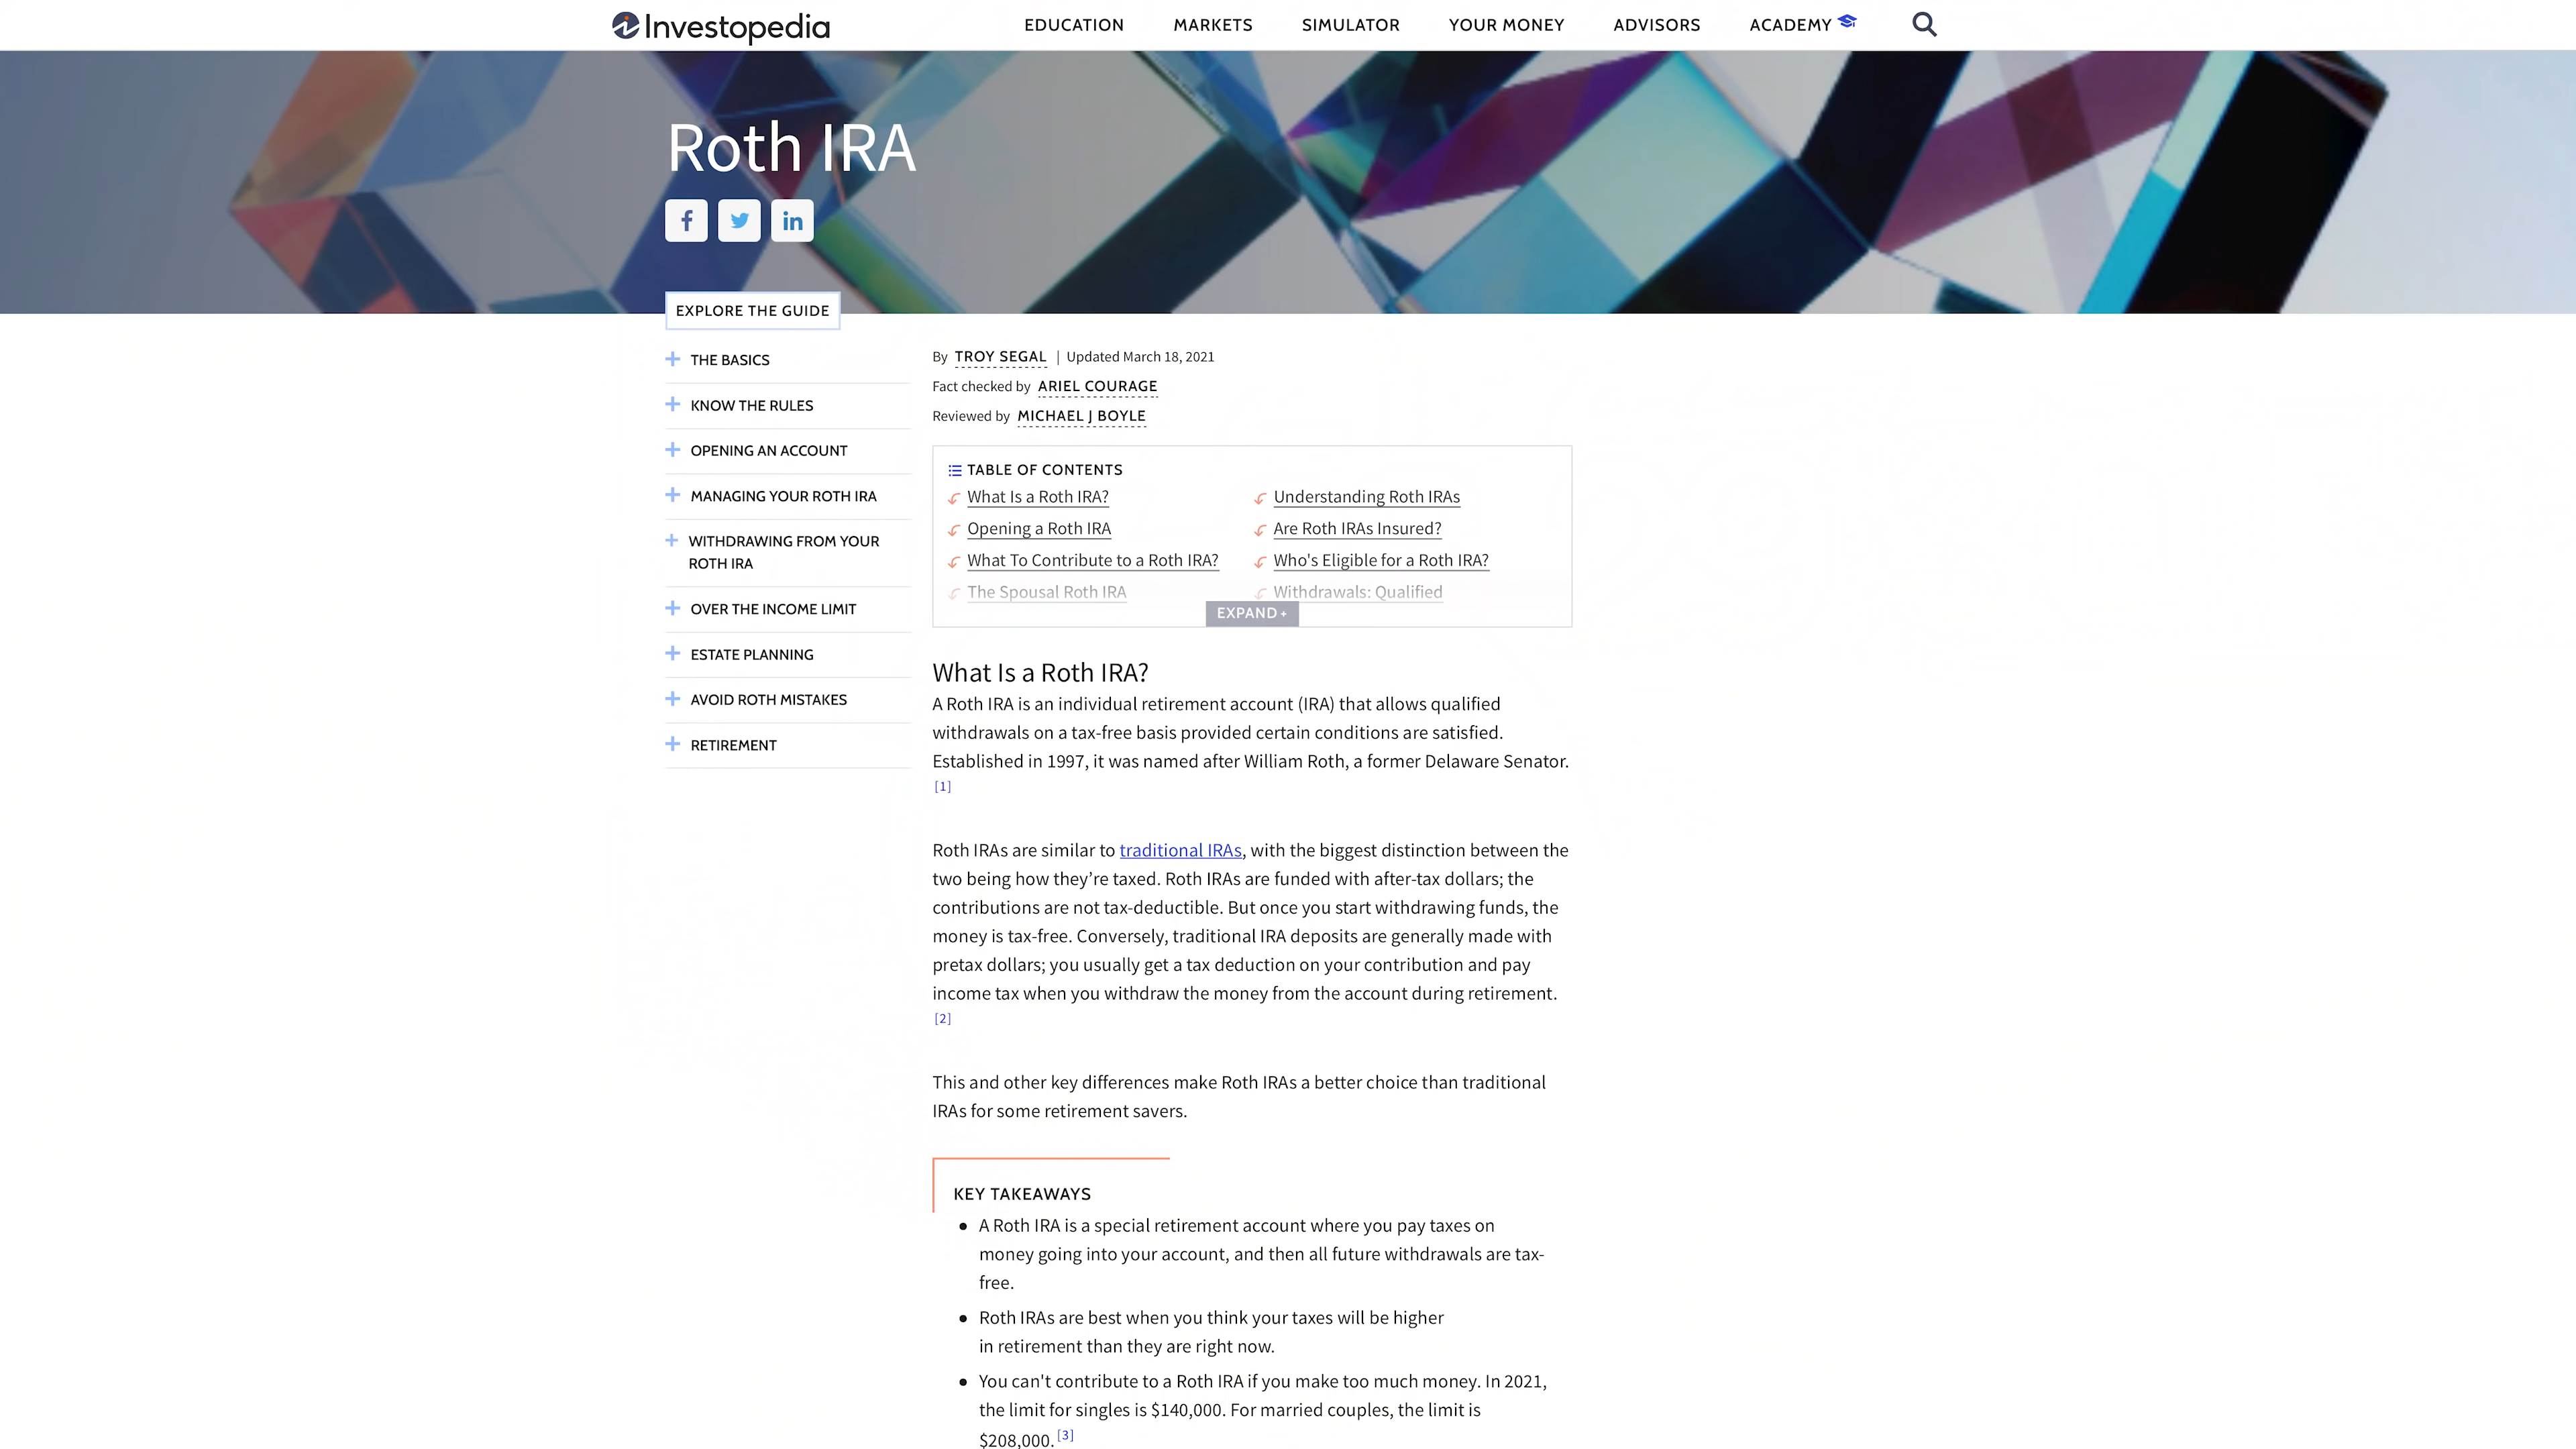 Investopedia
EDUCATION
MARKETS
SIMULATOR
YOUR MONEY
ADVISORS
ACADEMY
Roth IRA
EXPLORE THE GUIDE
THE BASICS
KNOW THE RULES
OPENING AN ACCOUNT
MANAGING YOUR ROTH IRA
WITHDRAWING FROM YOUR
ROTH IRA
OVER THE INCOME LIMIT
ESTATE PLANNING
AVOID ROTH MISTAKES
RETIREMENT
By TROY SEGAL | Updated March 18, 2021
Fact checked by ARIEL COURAGE
Reviewed by MICHAEL J BOYLE
TABLE OF CONTENTS
What Is a Roth IRA?
Understanding Roth IRAs
Opening a Roth IRA
Are Roth IRAs Insured?
What To Contribute to a Roth IRA?
Who's Eligible for a Roth IRA?
The Spousal Roth IRA
Withdrawals: Qualified
EXPAND +
What Is a Roth IRA?
A Roth IRA is an individual retirement account (IRA) that allows qualified
withdrawals on a tax-free basis provided certain conditions are satisfied.
Established in 1997, it was named after William Roth, a former Delaware Senator.
[1]
Roth IRAs are similar to traditional IRAs, with the biggest distinction between the
two being how they’re taxed. Roth IRAs are funded with after-tax dollars; the
contributions are not tax-deductible. But once you start withdrawing funds, the
money is tax-free. Conversely, traditional IRA deposits are generally made with
pretax dollars; you usually get a tax deduction on your contribution and pay
income tax when you withdraw the money from the account during retirement.
[2]
This and other key differences make Roth IRAs a better choice than traditional
IRAs for some retirement savers.
KEY TAKEAWAYS
• A Roth IRA is a special retirement account where you pay taxes on
money going into your account, and then all future withdrawals are tax-
free.
• Roth IRAs are best when you think your taxes will be higher
in retirement than they are right now.
• You can't contribute to a Roth IRA if you make too much money. In 2021,
the limit for singles is $140,000. For married couples, the limit is
$208,000. [3]